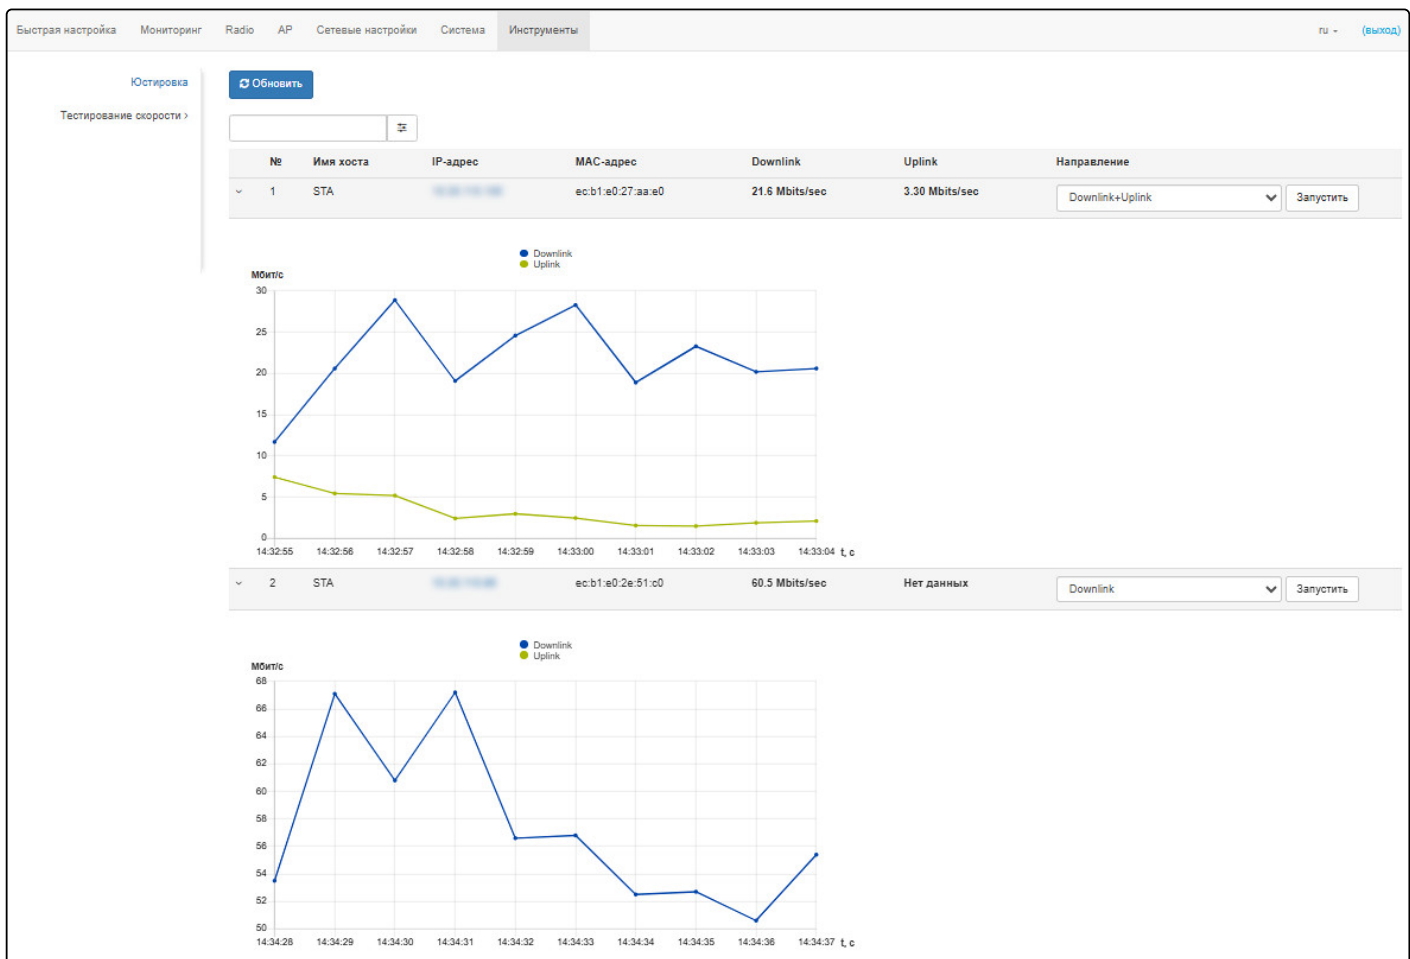 Быстрая настройка Мониторинг Radio AP Сетевые настройки Система Инструменты ru (выход)
Юстировка
Обновить
Тестирование скорости ›
№ Имя хоста IP-адрес MAC-адрес Downlink Uplink Направление
1 STA ec:b1:e0:27:aa:e0 21.6 Mbits/sec 3.30 Mbits/sec Downlink+Uplink Запустить
Downlink
Uplink
Мбит/с
30
25
20
15
10
5
0
14:32:55 14:32:56 14:32:57 14:32:58 14:32:59 14:33:00 14:33:01 14:33:02 14:33:03 14:33:04 t, c
2 STA ec:b1:e0:2e:51:c0 60.5 Mbits/sec Нет данных Downlink Запустить
Downlink
Uplink
Мбит/с
68
66
64
62
60
58
56
54
52
50
14:34:28 14:34:29 14:34:30 14:34:31 14:34:32 14:34:33 14:34:34 14:34:35 14:34:36 14:34:37 t, c